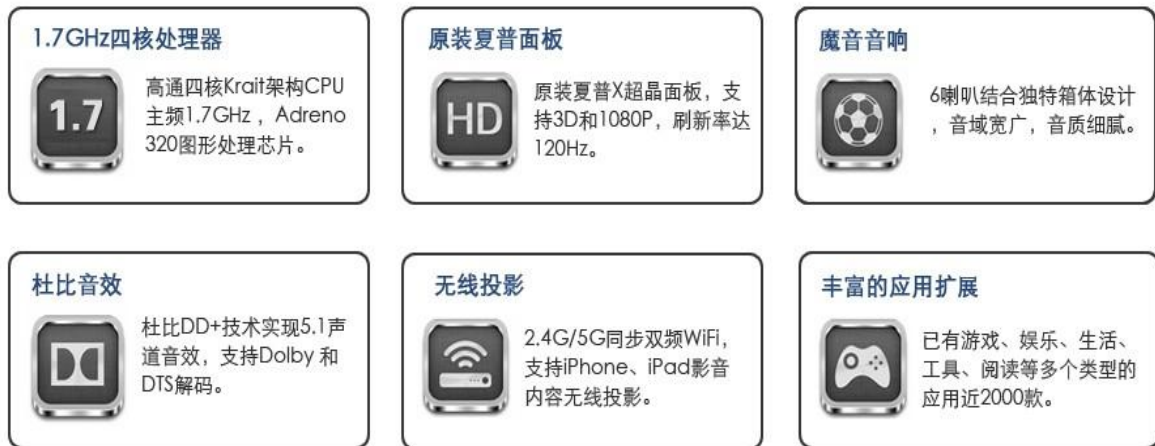 1.7GHz四核处理器
1.7
高通四核Krait架构CPU
主频1.7GHz ，Adreno
320图形处理芯片。
原装夏普面板
HD
原装夏普X超晶面板，支
持3D和1080P，刷新率达
120Hz。
魔音音响
6喇叭结合独特箱体设计
，音域宽广，音质细腻。
杜比音效
杜比DD+技术实现5.1声
道音效，支持Dolby 和
DTS解码。
无线投影
2.4G/5G同步双频WiFi，
支持iPhone、iPad影音
内容无线投影。
丰富的应用扩展
已有游戏、娱乐、生活、
工具、阅读等多个类型的
应用近2000款。